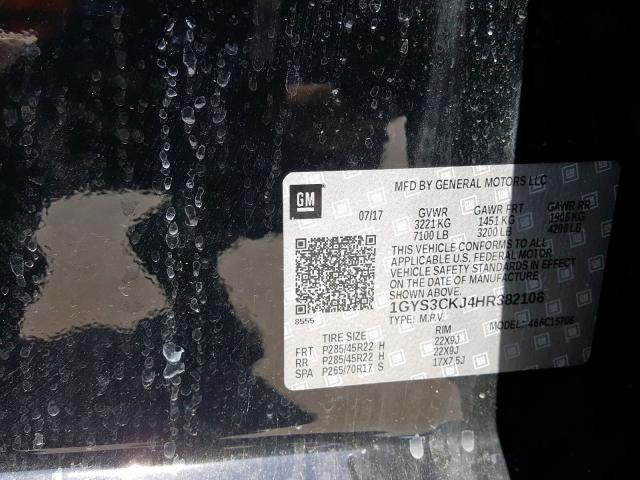 GM
MFD BY GENERAL MOTORS LLC
07/17 GVWR GAWR FRT GAWR RR
3221 KG 1451 KG 1905 KG
7100 LB 3200 LB 4200 LB
THIS VEHICLE CONFORMS TO ALL
APPLICABLE U.S. FEDERAL MOTOR
VEHICLE SAFETY STANDARDS IN EFFECT
ON THE DATE OF MANUFACTURE
SHOWN ABOVE.
1GYS3CKJ4HR382106
8555 TYPE: M.P.V. MODEL:
TIRE SIZE RIM
FRT P285/45R22 H 22X9J
RR P285/45R22 H 22X9J
SPA P265/70R17 S 17X7.5J